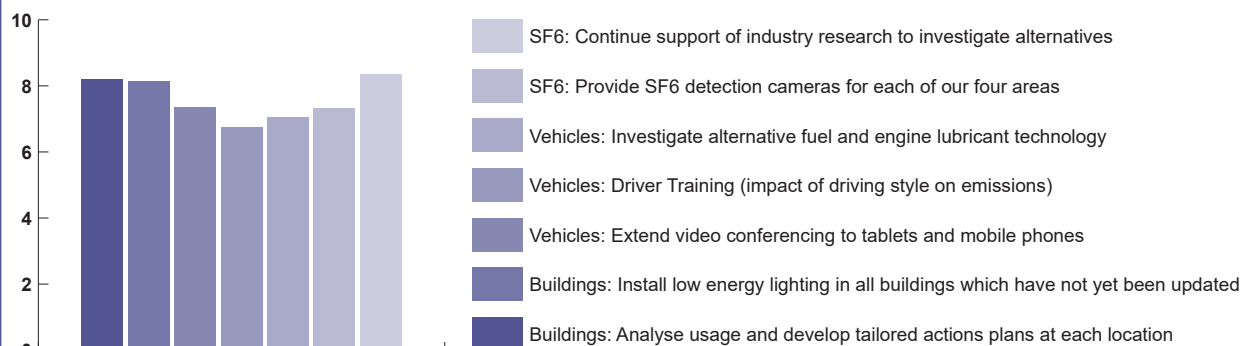 10
8
6
4
2
0
SF6: Continue support of industry research to investigate alternatives
SF6: Provide SF6 detection cameras for each of our four areas
Vehicles: Investigate alternative fuel and engine lubricant technology
Vehicles: Driver Training (impact of driving style on emissions)
Vehicles: Extend video conferencing to tablets and mobile phones
Buildings: Install low energy lighting in all buildings which have not yet been updated
Buildings: Analyse usage and develop tailored actions plans at each location